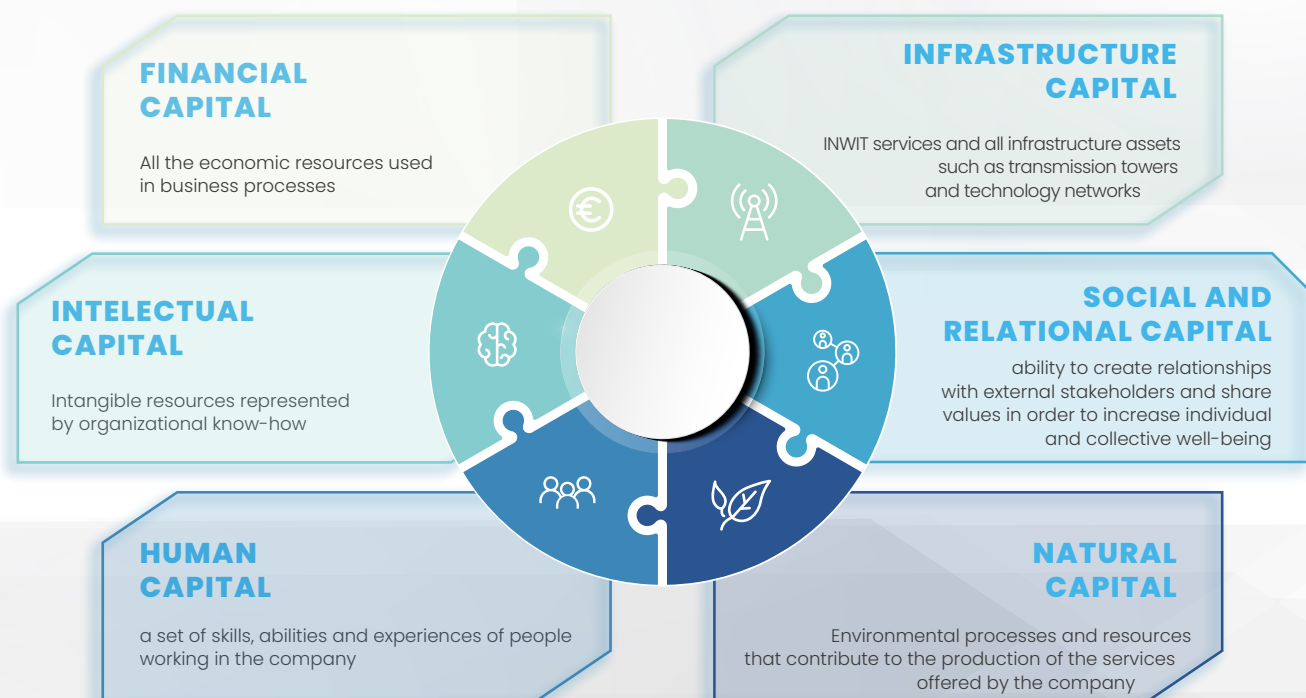 FINANCIAL
CAPITAL
All the economic resources used
in business processes
INFRASTRUCTURE
CAPITAL
INWIT services and all infrastructure assets
such as transmission towers
and technology networks
INTELECTUAL
CAPITAL
Intangible resources represented
by organizational know-how
SOCIAL AND
RELATIONAL CAPITAL
ability to create relationships
with external stakeholders and share
values in order to increase individual
and collective well-being
HUMAN
CAPITAL
a set of skills, abilities and experiences of people
working in the company
NATURAL
CAPITAL
Environmental processes and resources
that contribute to the production of the services
offered by the company